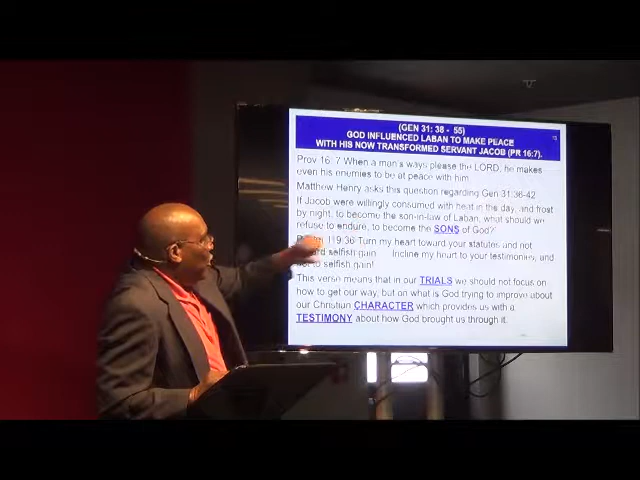 (GEN 31: 38 - 55)
GOD INFLUENCED LABAN TO MAKE PEACE
WITH HIS NOW TRANSFORMED SERVANT JACOB (PR 16:7).
Prov 16: 7 When a man's ways please the LORD, he makes
even his enemies to be at peace with him
Matthew Henry asks this question regarding Gen 31:36-42
If Jacob were willingly consumed with heat in the day, and frost
by night, to become the son-in-law of Laban, what should we
refuse to endure, to become the SONS of God?'
119:36 Turn my heart toward your statutes and not
selfish gain Incline my heart to your testimonies, and
to selfish gain!
This verse means that in our TRIALS we should not focus on
how to get our way, but on what is God trying to improve about
our Christian CHARACTER which provides us with a
TESTIMONY about how God brought us through it.